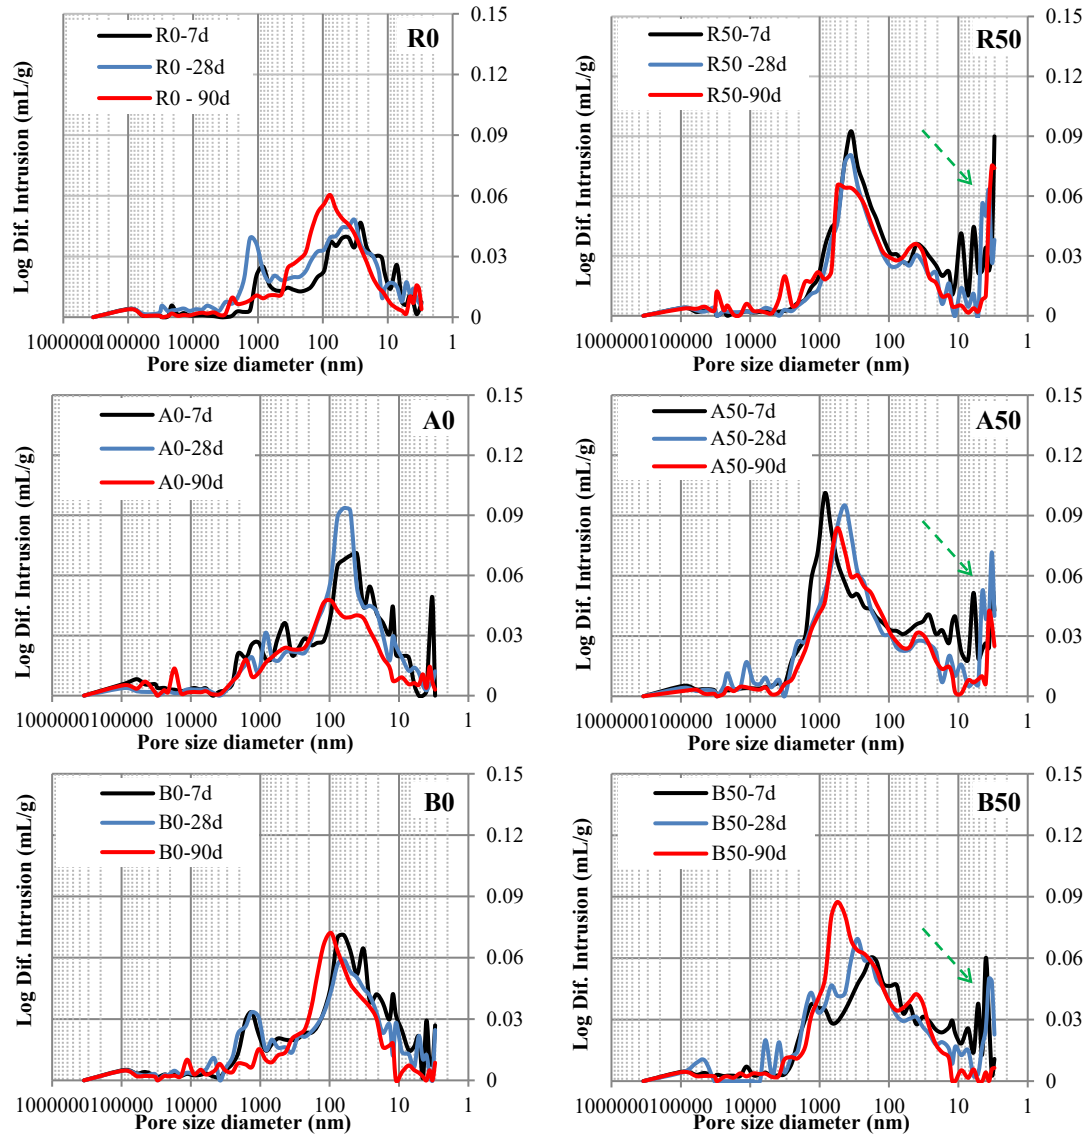 R0
R0-7d
R0 -28d
R0 - 90d
0.15
0.12
0.09
0.06
0.03
0
Log Dif. Intrusion (mL/g)
1000000 100000 10000 1000 100 10 1
Pore size diameter (nm)
R50
R50-7d
R50 -28d
R50-90d
0.15
0.12
0.09
0.06
0.03
0
Log Dif. Intrusion (mL/g)
1000000 100000 10000 1000 100 10 1
Pore size diameter (nm)
A0
A0-7d
A0-28d
A0-90d
0.15
0.12
0.09
0.06
0.03
0
Log Dif. Intrusion (mL/g)
1000000 100000 10000 1000 100 10 1
Pore size diameter (nm)
A50
A50-7d
A50-28d
A50-90d
0.15
0.12
0.09
0.06
0.03
0
Log Dif. Intrusion (mL/g)
1000000 100000 10000 1000 100 10 1
Pore size diameter (nm)
B0
B0-7d
B0-28d
B0-90d
0.15
0.12
0.09
0.06
0.03
0
Log Dif. Intrusion (mL/g)
1000000 100000 10000 1000 100 10 1
Pore size diameter (nm)
B50
B50-7d
B50-28d
B50-90d
0.15
0.12
0.09
0.06
0.03
0
Log Dif. Intrusion (mL/g)
1000000 100000 10000 1000 100 10 1
Pore size diameter (nm)